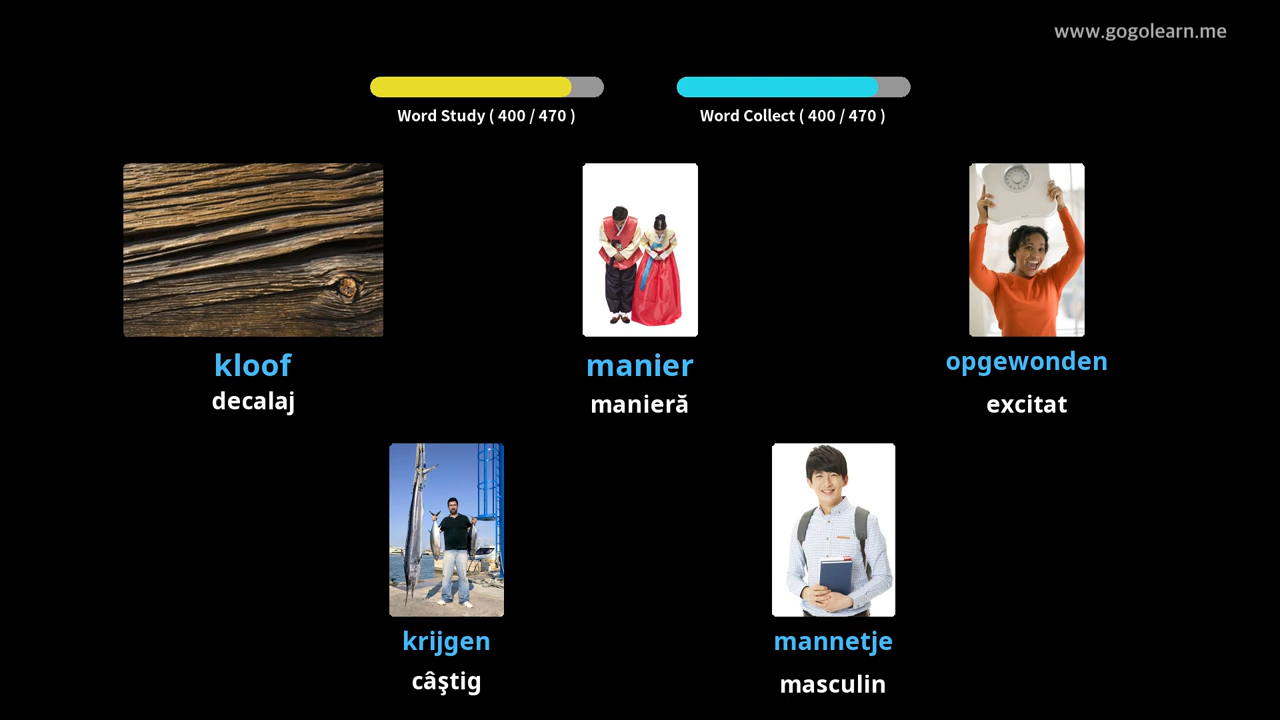 www.gogolearn.me
Word Study ( 400 / 470 )
Word Collect ( 400 / 470 )
kloof
decalaj
manier
manieră
opgewonden
excitat
krijgen
câştig
mannetje
masculin